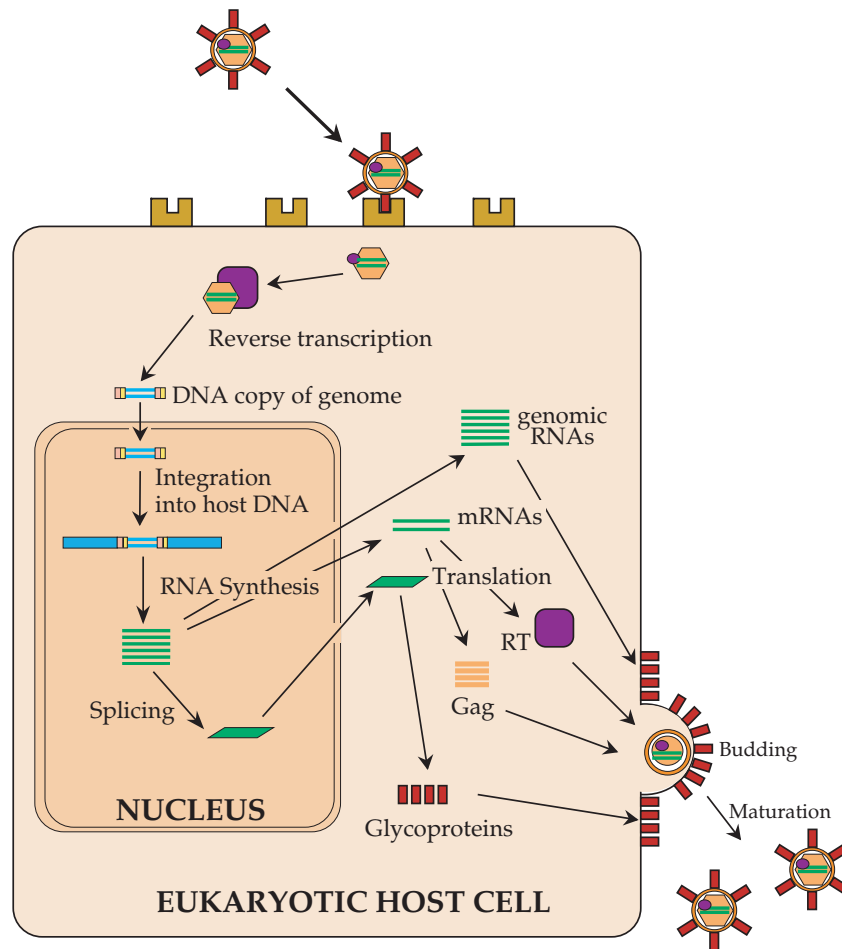 Reverse transcription
DNA copy of genome
genomic
RNAs
Integration
into host DNA
mRNAs
RNA Synthesis
Translation
RT
Splicing
Gag
Budding
NUCLEUS
Glycoproteins
Maturation
EUKARYOTIC HOST CELL